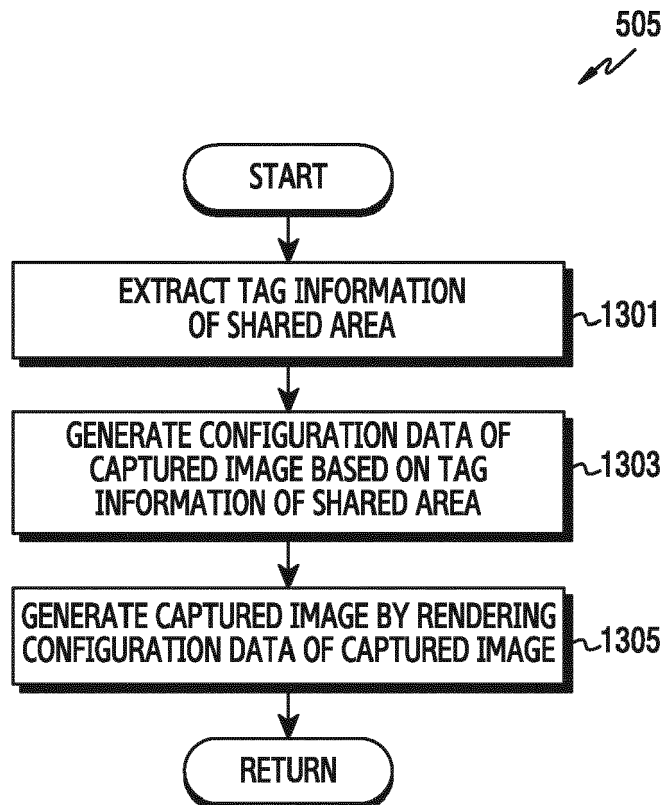 505
START
EXTRACT TAG INFORMATION
OF SHARED AREA
1301
GENERATE CONFIGURATION DATA OF
CAPTURED IMAGE BASED ON TAG
INFORMATION OF SHARED AREA
1303
GENERATE CAPTURED IMAGE BY RENDERING
CONFIGURATION DATA OF CAPTURED IMAGE
1305
RETURN